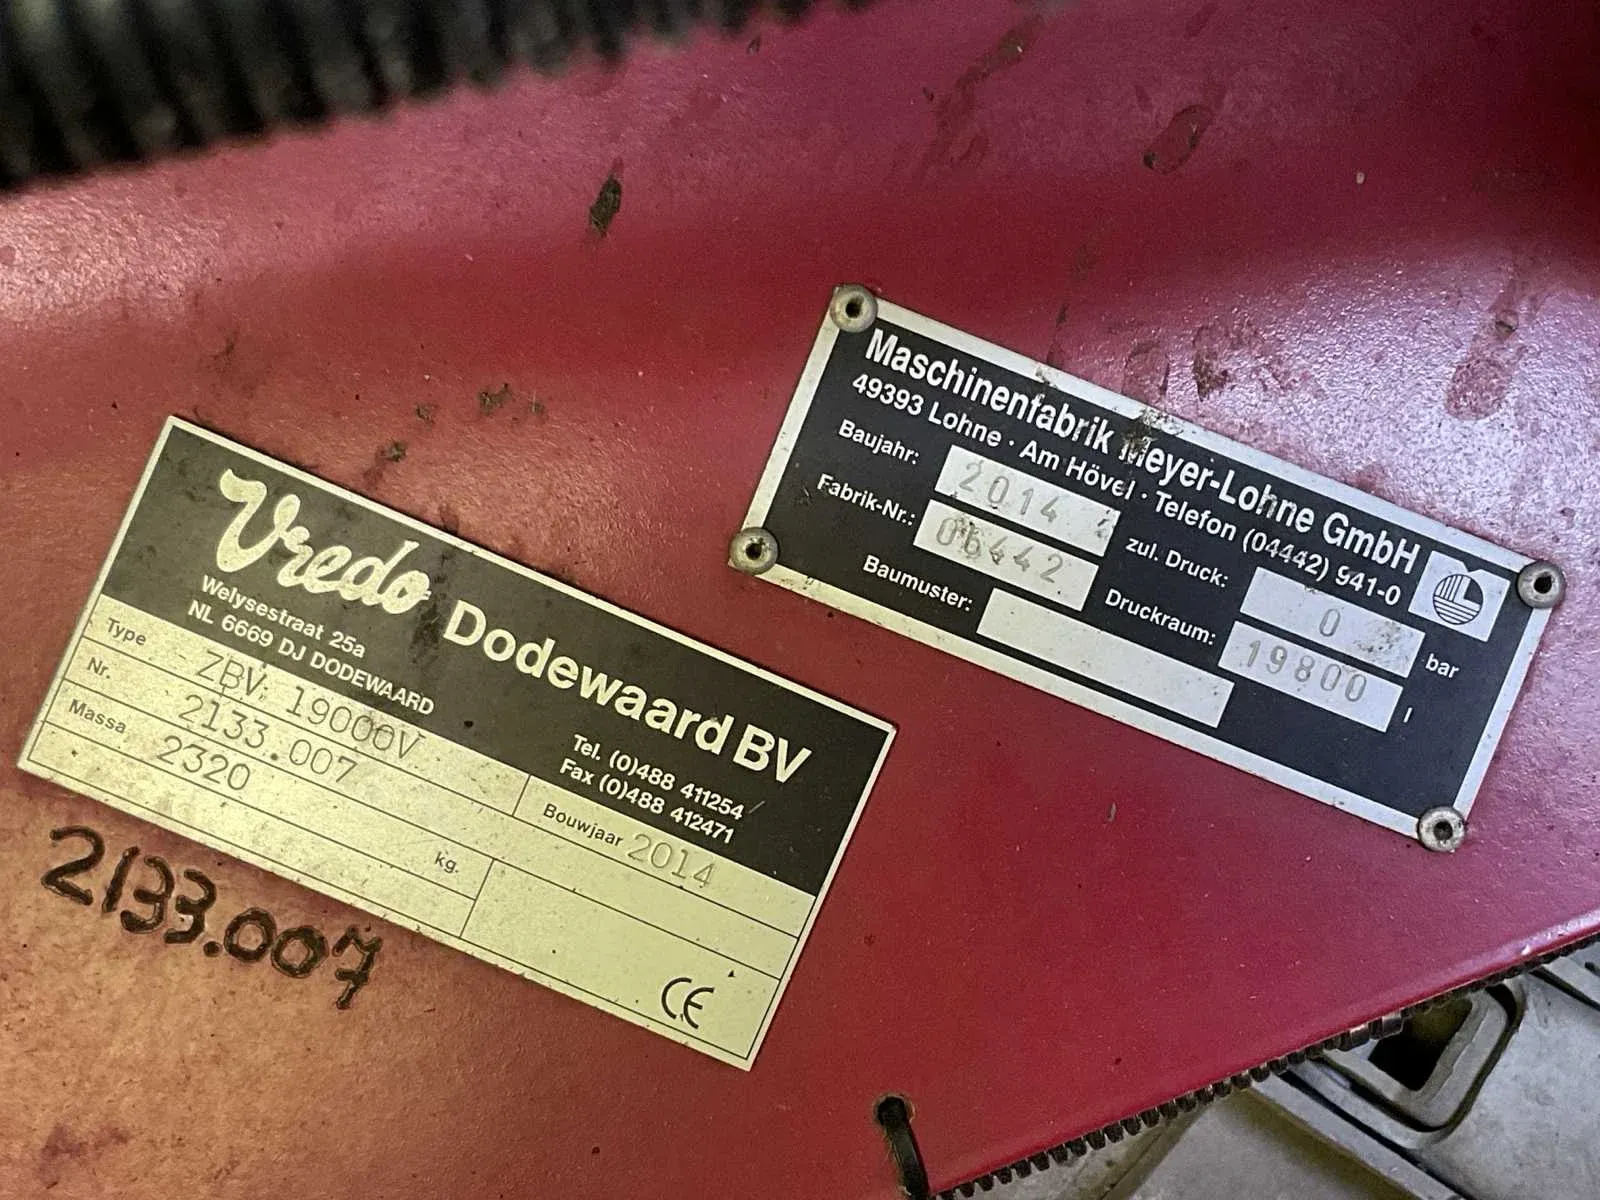 Vredo Dodewaard BV
Welysestraat 25a
NL 6669 DJ DODEWAARD
Tel. (0)488 411254
Fax (0)488 412471
Type ZBV: 19000V
Nr. 2133.007
Bouwjaar 2014
Massa 2320 kg.
CE
2133.007
Maschinenfabrik Meyer-Lohne GmbH
49393 Lohne · Am Hövel · Telefon (04442) 941-0
Baujahr: 2014
zul. Druck: 0 bar
Fabrik-Nr.: 06442
Druckraum: 19800 l
Baumuster: